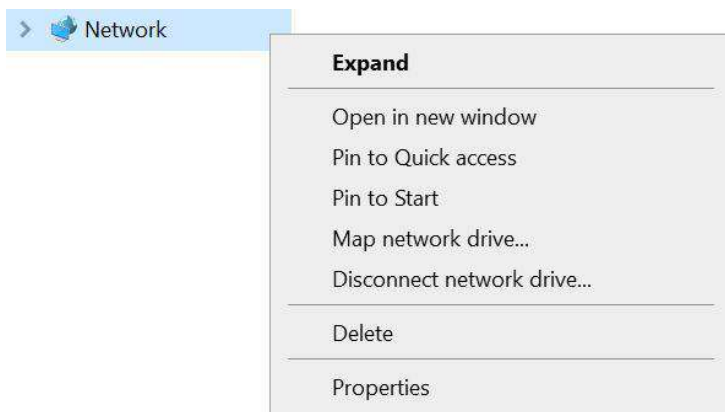 Network
Expand
Open in new window
Pin to Quick access
Pin to Start
Map network drive...
Disconnect network drive...
Delete
Properties